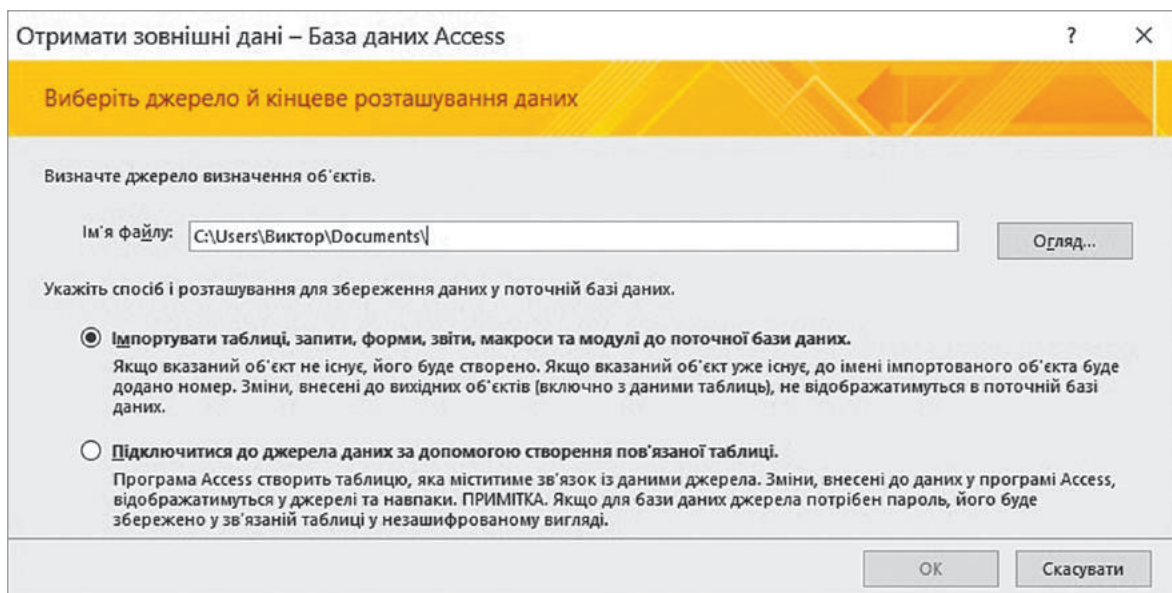 Отримати зовнішні дані – База даних Access
? ×
Виберіть джерело й кінцеве розташування даних
Визначте джерело визначення об'єктів.
Ім'я файлу: C:\Users\Виктор\Documents\ Огляд...
Укажіть спосіб і розташування для збереження даних у поточній базі даних.
Імпортувати таблиці, запити, форми, звіти, макроси та модулі до поточної бази даних.
Якщо вказаний об'єкт не існує, його буде створено. Якщо вказаний об'єкт уже існує, до імені імпортованого об'єкта буде
додано номер. Зміни, внесені до вихідних об'єктів (включно з даними таблиць), не відображатимуться в поточній базі
даних.
Підключитися до джерела даних за допомогою створення пов'язаної таблиці.
Програма Access створить таблицю, яка міститиме зв'язок із даними джерела. Зміни, внесені до даних у програмі Access,
відображатимуться у джерелі та навпаки. ПРИМІТКА. Якщо для бази даних джерела потрібен пароль, його буде
збережено у зв'язаній таблиці у незашифрованому вигляді.
ОК Скасувати